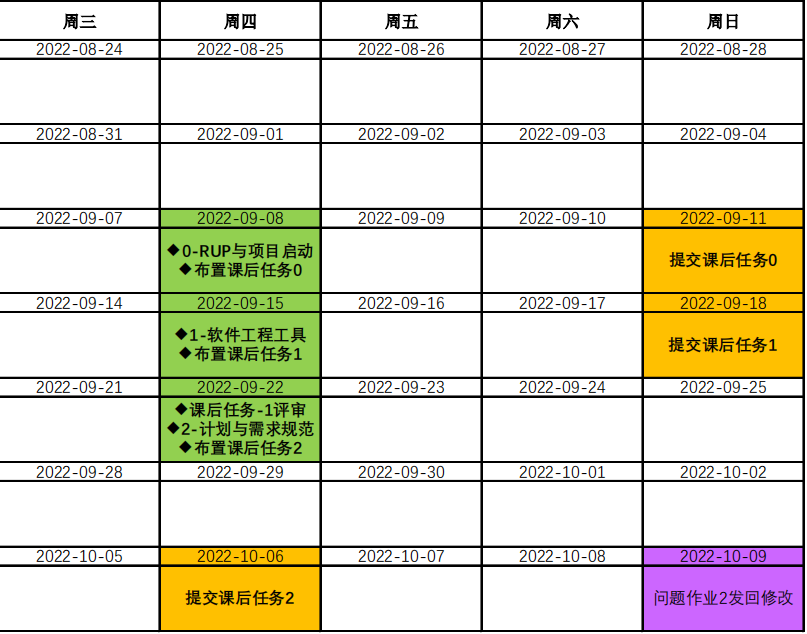 周三 周四 周五 周六 周日
2022-08-24 2022-08-25 2022-08-26 2022-08-27 2022-08-28
2022-08-31 2022-09-01 2022-09-02 2022-09-03 2022-09-04
2022-09-07 2022-09-08 2022-09-09 2022-09-10 2022-09-11
◆0-RUP与项目启动
◆布置课后任务0
提交课后任务0
2022-09-14 2022-09-15 2022-09-16 2022-09-17 2022-09-18
◆1-软件工程工具
◆布置课后任务1
提交课后任务1
2022-09-21 2022-09-22 2022-09-23 2022-09-24 2022-09-25
◆课后任务-1评审
◆2-计划与需求规范
◆布置课后任务2
2022-09-28 2022-09-29 2022-09-30 2022-10-01 2022-10-02
2022-10-05 2022-10-06 2022-10-07 2022-10-08 2022-10-09
提交课后任务2
问题作业2发回修改